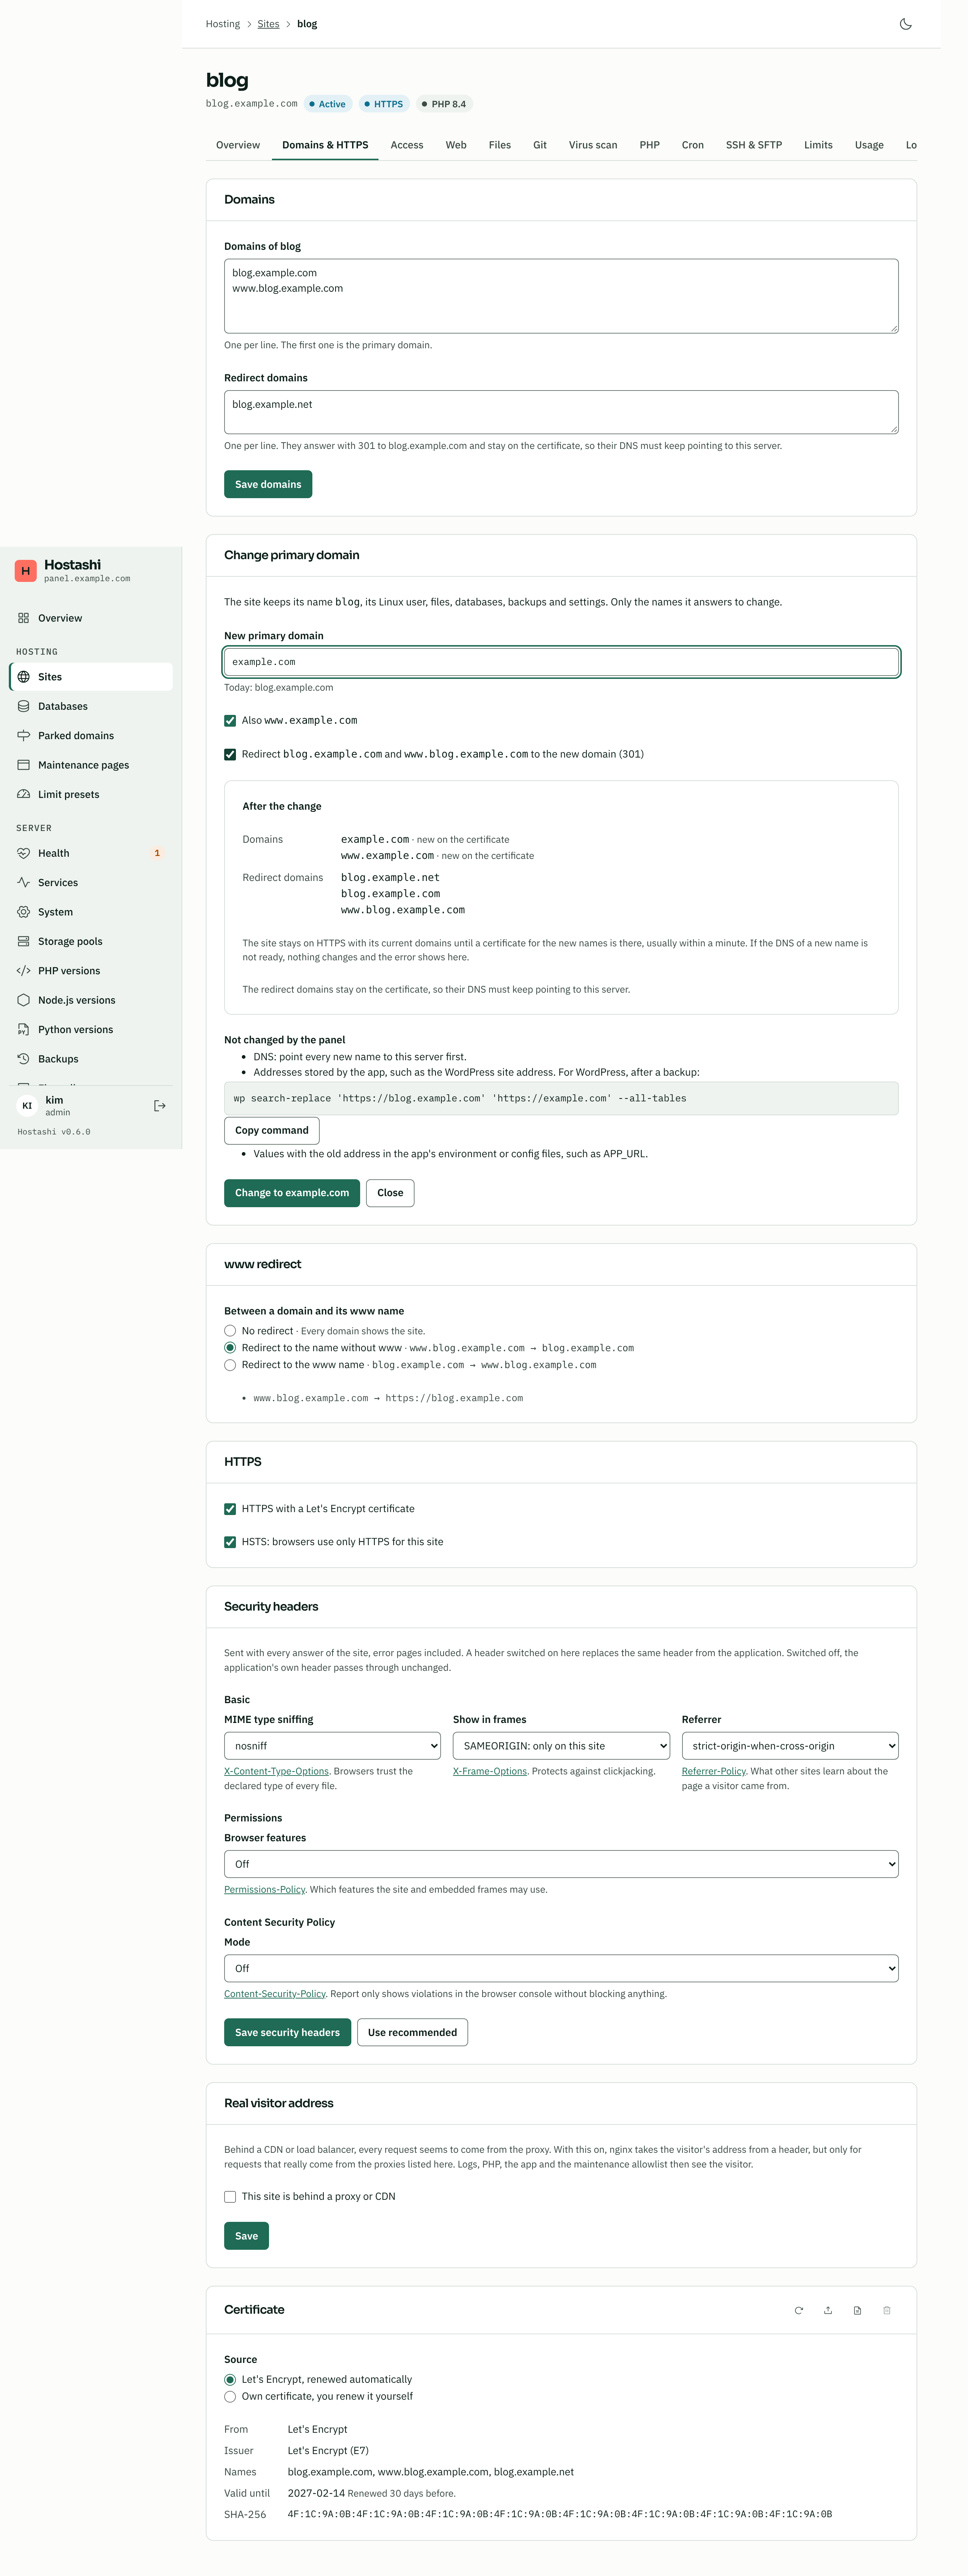 Hosting > Sites > blog
blog
blog.example.com Active HTTPS PHP 8.4
Overview Domains & HTTPS Access Web Files Git Virus scan PHP Cron SSH & SFTP Limits Usage Lo
Domains
Domains of blog
blog.example.com
www.blog.example.com
One per line. The first one is the primary domain.
Redirect domains
blog.example.net
One per line. They answer with 301 to blog.example.com and stay on the certificate, so their DNS must keep pointing to this server.
Save domains
H Hostashi
panel.example.com
Overview
HOSTING
Sites
Databases
Parked domains
Maintenance pages
Limit presets
SERVER
Health 1
Services
System
Storage pools
PHP versions
Node.js versions
Python versions
Backups
KI kim
admin
Hostashi v0.6.0
Change primary domain
The site keeps its name blog, its Linux user, files, databases, backups and settings. Only the names it answers to change.
New primary domain
example.com
Today: blog.example.com
Also www.example.com
Redirect blog.example.com and www.blog.example.com to the new domain (301)
After the change
Domains example.com · new on the certificate
www.example.com · new on the certificate
Redirect domains blog.example.net
blog.example.com
www.blog.example.com
The site stays on HTTPS with its current domains until a certificate for the new names is there, usually within a minute. If the DNS of a new name is
not ready, nothing changes and the error shows here.
The redirect domains stay on the certificate, so their DNS must keep pointing to this server.
Not changed by the panel
• DNS: point every new name to this server first.
• Addresses stored by the app, such as the WordPress site address. For WordPress, after a backup:
wp search-replace 'https://blog.example.com' 'https://example.com' --all-tables
Copy command
• Values with the old address in the app's environment or config files, such as APP_URL.
Change to example.com Close
www redirect
Between a domain and its www name
No redirect · Every domain shows the site.
Redirect to the name without www · www.blog.example.com → blog.example.com
Redirect to the www name · blog.example.com → www.blog.example.com
• www.blog.example.com → https://blog.example.com
HTTPS
HTTPS with a Let's Encrypt certificate
HSTS: browsers use only HTTPS for this site
Security headers
Sent with every answer of the site, error pages included. A header switched on here replaces the same header from the application. Switched off, the
application's own header passes through unchanged.
Basic
MIME type sniffing Show in frames Referrer
nosniff SAMEORIGIN: only on this site strict-origin-when-cross-origin
X-Content-Type-Options. Browsers trust the X-Frame-Options. Protects against clickjacking. Referrer-Policy. What other sites learn about the
declared type of every file. page a visitor came from.
Permissions
Browser features
Off
Permissions-Policy. Which features the site and embedded frames may use.
Content Security Policy
Mode
Off
Content-Security-Policy. Report only shows violations in the browser console without blocking anything.
Save security headers Use recommended
Real visitor address
Behind a CDN or load balancer, every request seems to come from the proxy. With this on, nginx takes the visitor's address from a header, but only for
requests that really come from the proxies listed here. Logs, PHP, the app and the maintenance allowlist then see the visitor.
This site is behind a proxy or CDN
Save
Certificate
Source
Let's Encrypt, renewed automatically
Own certificate, you renew it yourself
From Let's Encrypt
Issuer Let's Encrypt (E7)
Names blog.example.com, www.blog.example.com, blog.example.net
Valid until 2027-02-14 Renewed 30 days before.
SHA-256 4F:1C:9A:0B:4F:1C:9A:0B:4F:1C:9A:0B:4F:1C:9A:0B:4F:1C:9A:0B:4F:1C:9A:0B:4F:1C:9A:0B:4F:1C:9A:0B